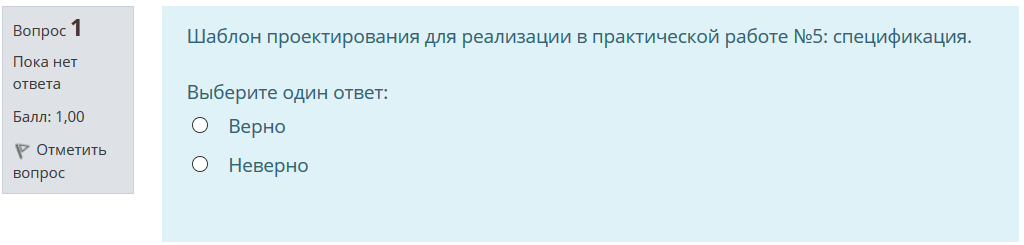 Вопрос 1
Пока нет
ответа
Балл: 1,00
Отметить
вопрос
Шаблон проектирования для реализации в практической работе №5: спецификация.
Выберите один ответ:
Верно
Неверно